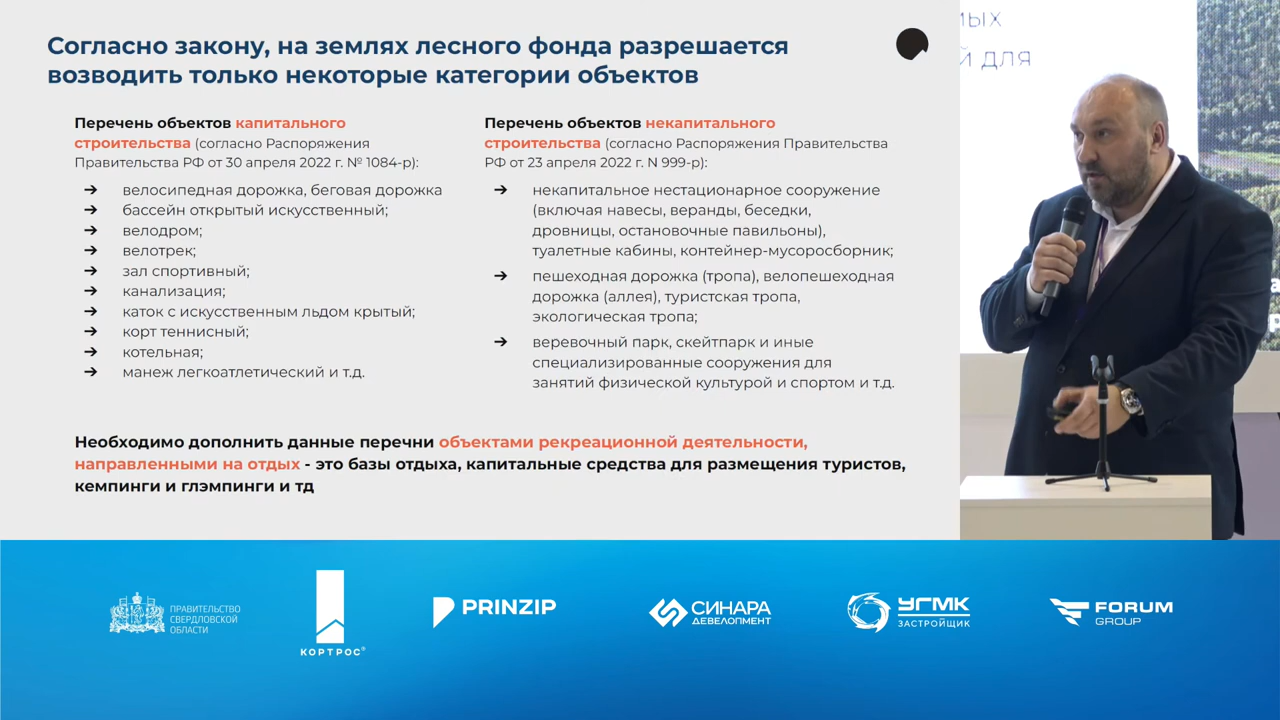 Согласно закону, на землях лесного фонда разрешается
возводить только некоторые категории объектов
Перечень объектов капитального
строительства (согласно Распоряжения
Правительства РФ от 30 апреля 2022 г. № 1084-р):
➔ велосипедная дорожка, беговая дорожка
➔ бассейн открытый искусственный;
➔ велодром;
➔ велотрек;
➔ зал спортивный;
➔ канализация;
➔ каток с искусственным льдом крытый;
➔ корт теннисный;
➔ котельная;
➔ манеж легкоатлетический и т.д.
Перечень объектов некапитального
строительства (согласно Распоряжения Правительства
РФ от 23 апреля 2022 г. N 999-р):
➔ некапитальное нестационарное сооружение
(включая навесы, веранды, беседки,
дровницы, остановочные павильоны),
туалетные кабины, контейнер-мусоросборник;
➔ пешеходная дорожка (тропа), велопешеходная
дорожка (аллея), туристская тропа,
экологическая тропа;
➔ веревочный парк, скейтпарк и иные
специализированные сооружения для
занятий физической культурой и спортом и т.д.
Необходимо дополнить данные перечни объектами рекреационной деятельности,
направленными на отдых - это базы отдыха, капитальные средства для размещения туристов,
кемпинги и глэмпинги и тд
для
ПРАВИТЕЛЬСТВО
СВЕРДЛОВСКОЙ
ОБЛАСТИ
КОРТРОС®
PRINZIP
СИНАРА
ДЕВЕЛОПМЕНТ
УГМК
ЗАСТРОЙЩИК
FORUM
GROUP